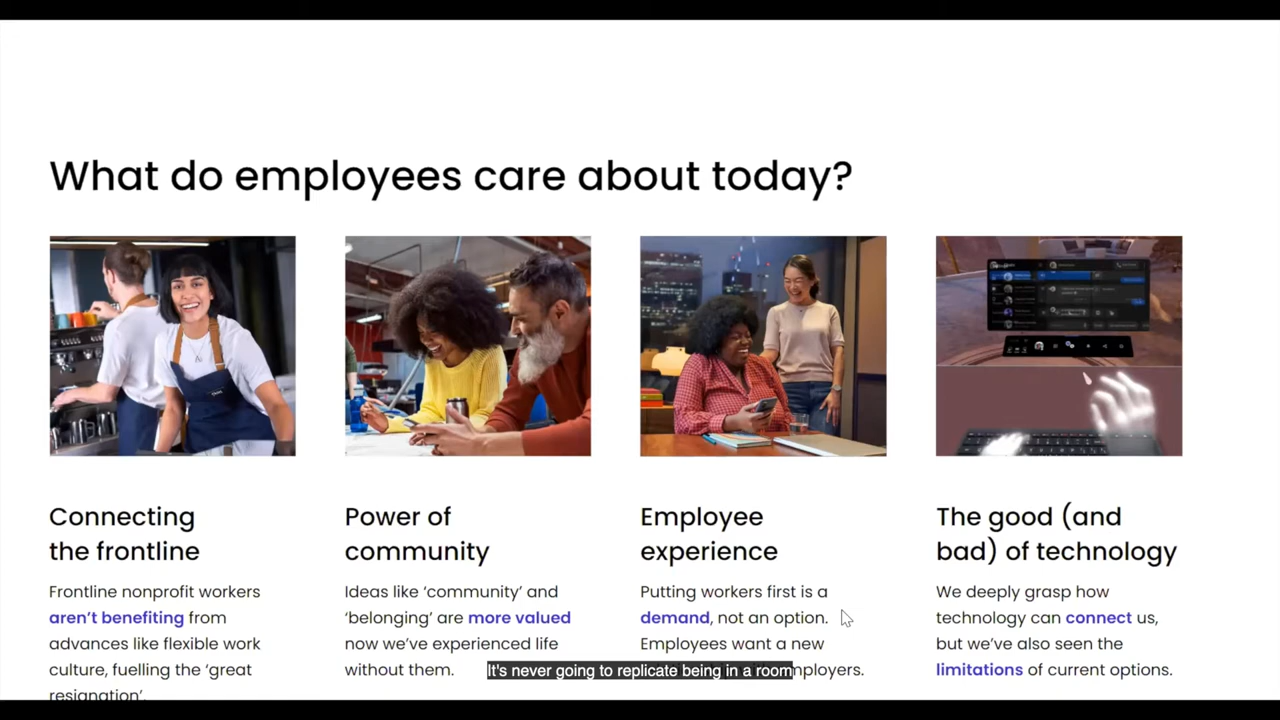 What do employees care about today?
Connecting
the frontline
Frontline nonprofit workers
aren't benefiting from
advances like flexible work
culture, fuelling the 'great
resignation'.
Power of
community
Ideas like 'community' and
'belonging' are more valued
now we've experienced life
without them.
Employee
experience
Putting workers first is a
demand, not an option.
Employees want a new
The good (and
bad) of technology
We deeply grasp how
technology can connect us,
but we've also seen the
limitations of current options.
It's never going to replicate being in a room